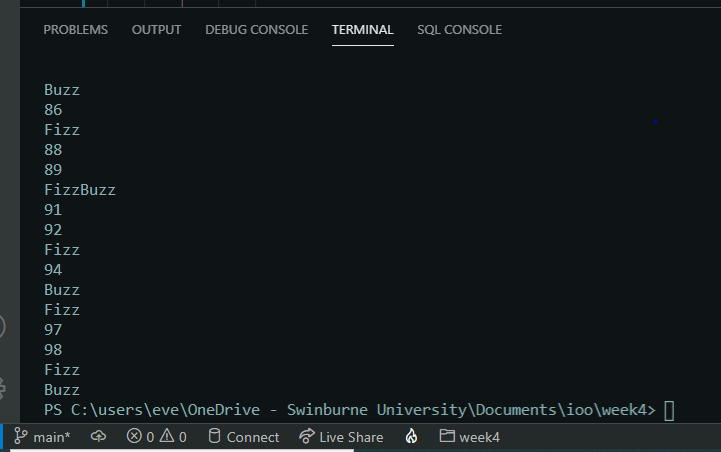 PROBLEMS OUTPUT DEBUG CONSOLE TERMINAL SQL CONSOLE
Buzz
86
Fizz
88
89
FizzBuzz
91
92
Fizz
94
Buzz
Fizz
97
98
Fizz
Buzz
PS C:\users\eve\OneDrive - Swinburne University\Documents\ioo\week4>
main* 0 0 Connect Live Share week4